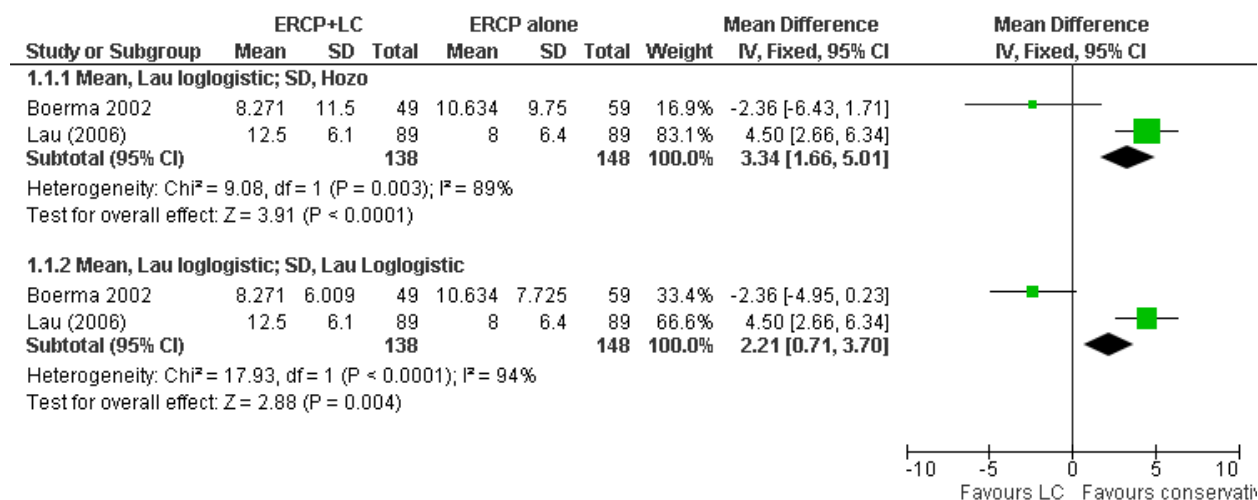 ERCP+LC ERCP alone Mean Difference Mean Difference
Study or Subgroup Mean SD Total Mean SD Total Weight IV, Fixed, 95% CI IV, Fixed, 95% CI
1.1.1 Mean, Lau loglogistic; SD, Hozo
Boerma 2002 8.271 11.5 49 10.634 9.75 59 16.9% -2.36 [-6.43, 1.71]
Lau (2006) 12.5 6.1 89 8 6.4 89 83.1% 4.50 [2.66, 6.34]
Subtotal (95% CI) 138 148 100.0% 3.34 [1.66, 5.01]
Heterogeneity: Chi² = 9.08, df = 1 (P = 0.003); I² = 89%
Test for overall effect: Z = 3.91 (P < 0.0001)
1.1.2 Mean, Lau loglogistic; SD, Lau Loglogistic
Boerma 2002 8.271 6.009 49 10.634 7.725 59 33.4% -2.36 [-4.95, 0.23]
Lau (2006) 12.5 6.1 89 8 6.4 89 66.6% 4.50 [2.66, 6.34]
Subtotal (95% CI) 138 148 100.0% 2.21 [0.71, 3.70]
Heterogeneity: Chi² = 17.93, df = 1 (P < 0.0001); I² = 94%
Test for overall effect: Z = 2.88 (P = 0.004)
-10 -5 0 5 10
Favours LC Favours conservativ